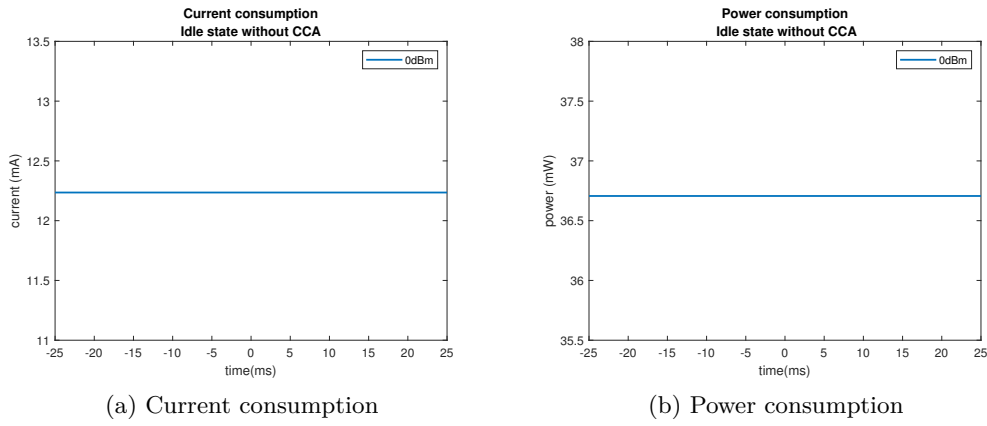 Current consumption
Idle state without CCA
13.5
13
12.5
12
11.5
11
current (mA)
0dBm
-25 -20 -15 -10 -5 0 5 10 15 20 25
time(ms)
(a) Current consumption
Power consumption
Idle state without CCA
38
37.5
37
36.5
36
35.5
power (mW)
0dBm
-25 -20 -15 -10 -5 0 5 10 15 20 25
time(ms)
(b) Power consumption